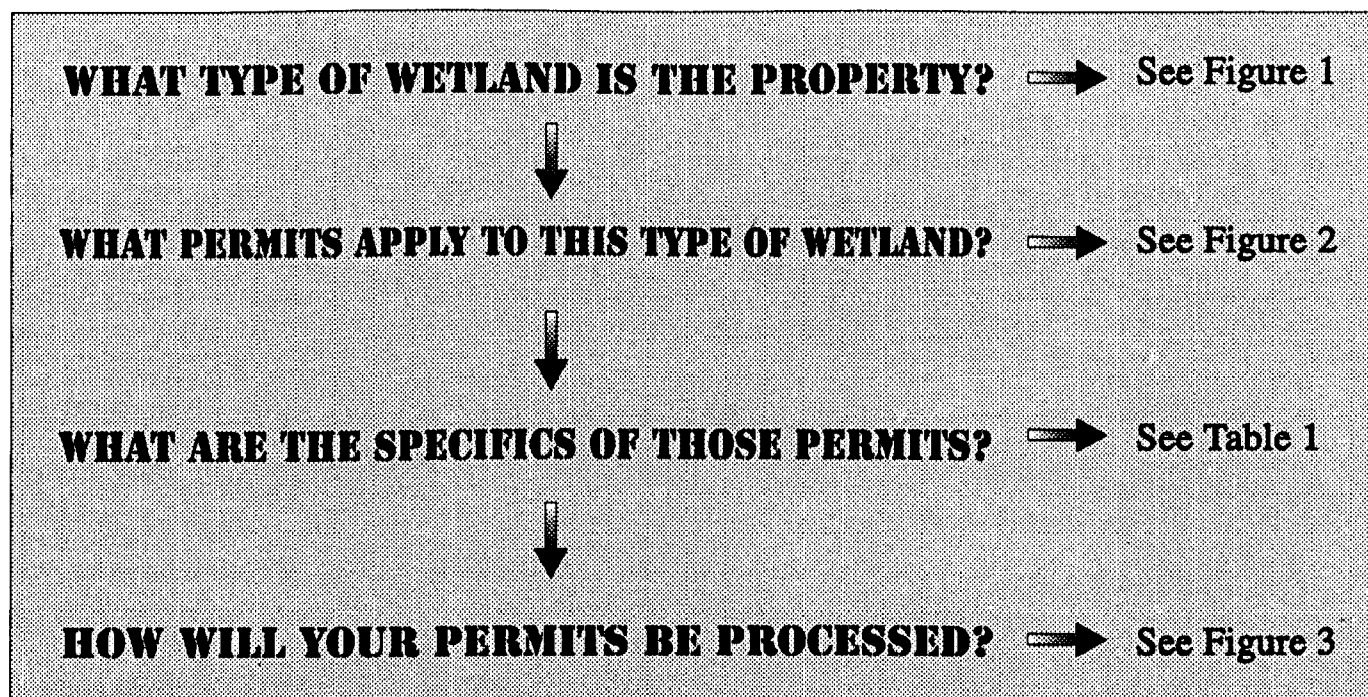 WHAT TYPE OF WETLAND IS THE PROPERTY? See Figure 1
WHAT PERMITS APPLY TO THIS TYPE OF WETLAND? See Figure 2
WHAT ARE THE SPECIFICS OF THOSE PERMITS? See Table 1
HOW WILL YOUR PERMITS BE PROCESSED? See Figure 3